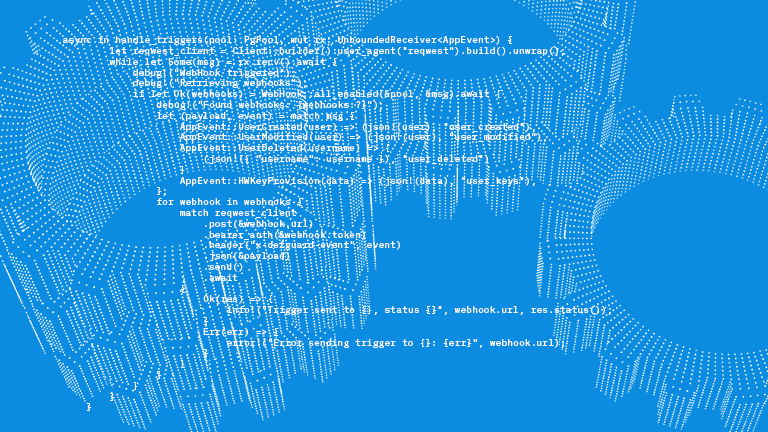 async fn handle_triggers(pool: PgPool, mut rx: UnboundedReceiver<AppEvent>) {
let reqwest_client = Client::builder().user_agent("reqwest").build().unwrap();
while let Some(msg) = rx.recv().await {
debug!("WebHook triggered");
debug!("Retrieving webhooks");
if let Ok(webhooks) = WebHook::all_enabled(&pool, &msg).await {
debug!("Found webhooks: {webhooks:?}");
let (payload, event) = match msg {
AppEvent::UserCreated(user) => (json!(user), "user_created"),
AppEvent::UserModified(user) => (json!(user), "user_modified"),
AppEvent::UserDeleted(username) => {
(json!({ "username": username }), "user_deleted")
}
AppEvent::HWKeyProvision(data) => (json!(data), "user_keys"),
};
for webhook in webhooks {
match reqwest_client
.post(&webhook.url)
.bearer_auth(&webhook.token)
.header("x-defguard-event", event)
.json(&payload)
.send()
.await
{
Ok(res) => {
info!("Trigger sent to {}, status {}", webhook.url, res.status());
}
Err(err) => {
error!("Error sending trigger to {}: {err}", webhook.url);
}
}
}
}
}
}